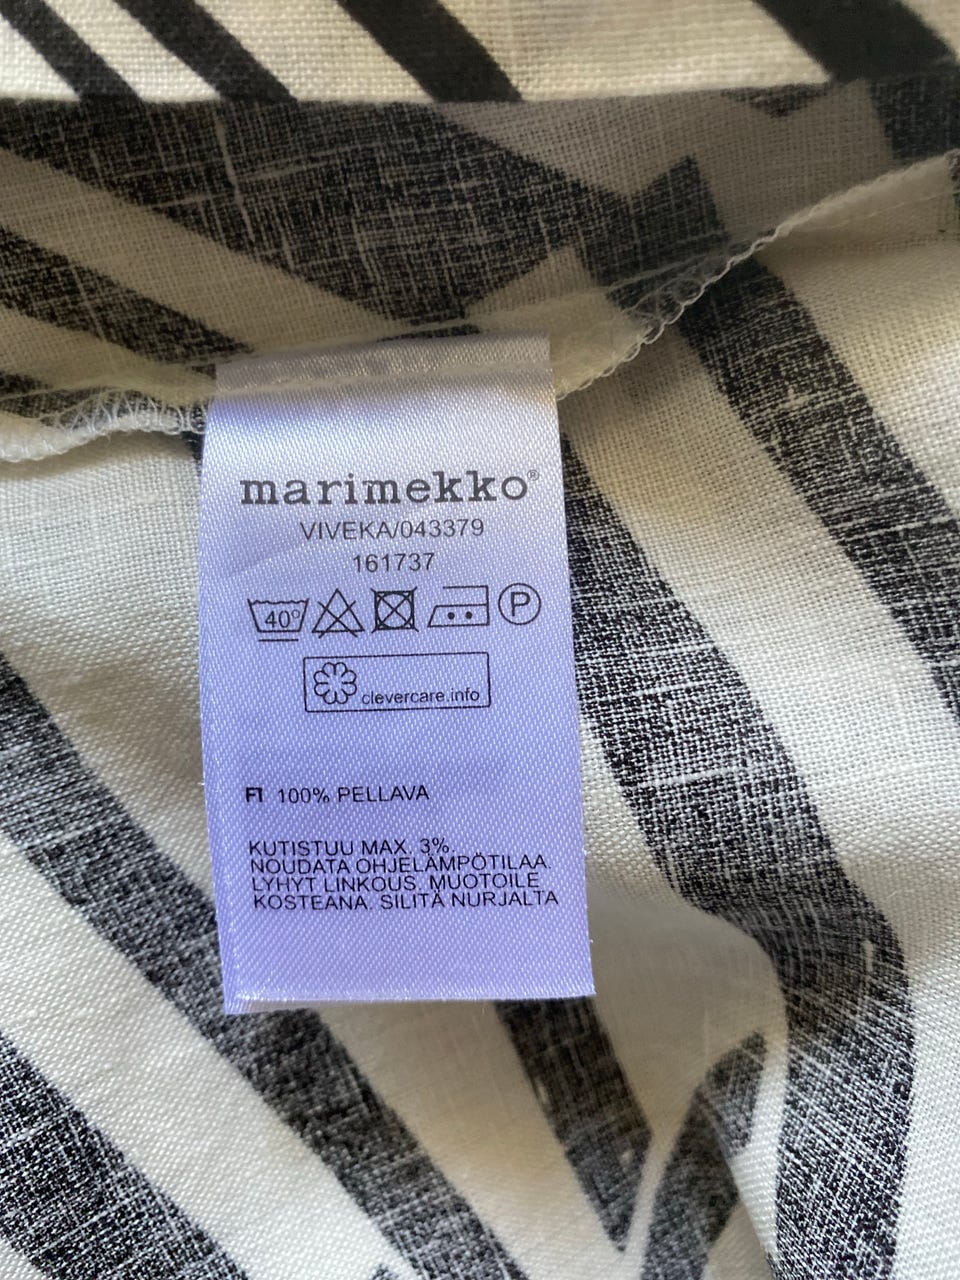 marimekko®
VIVEKA/043379
161737
40° P
clevercare.info
FI 100% PELLAVA
KUTISTUU MAX. 3%.
NOUDATA OHJELÄMPÖTILAA.
LYHYT LINKOUS. MUOTOILE
KOSTEANA. SILITÄ NURJALTA